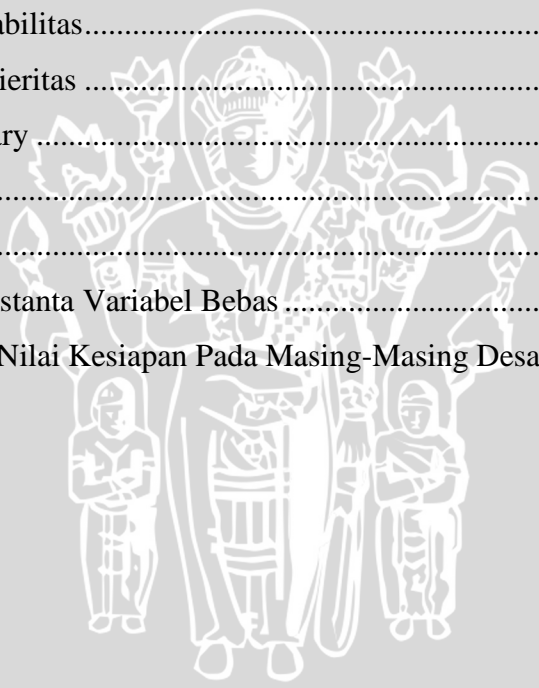 abilitas..........................................................................
ieritas ..........................................................................
ary ..................................................................................
..........................................................................................
..........................................................................................
stanta Variabel Bebas ...........................................
Nilai Kesiapan Pada Masing-Masing Desa